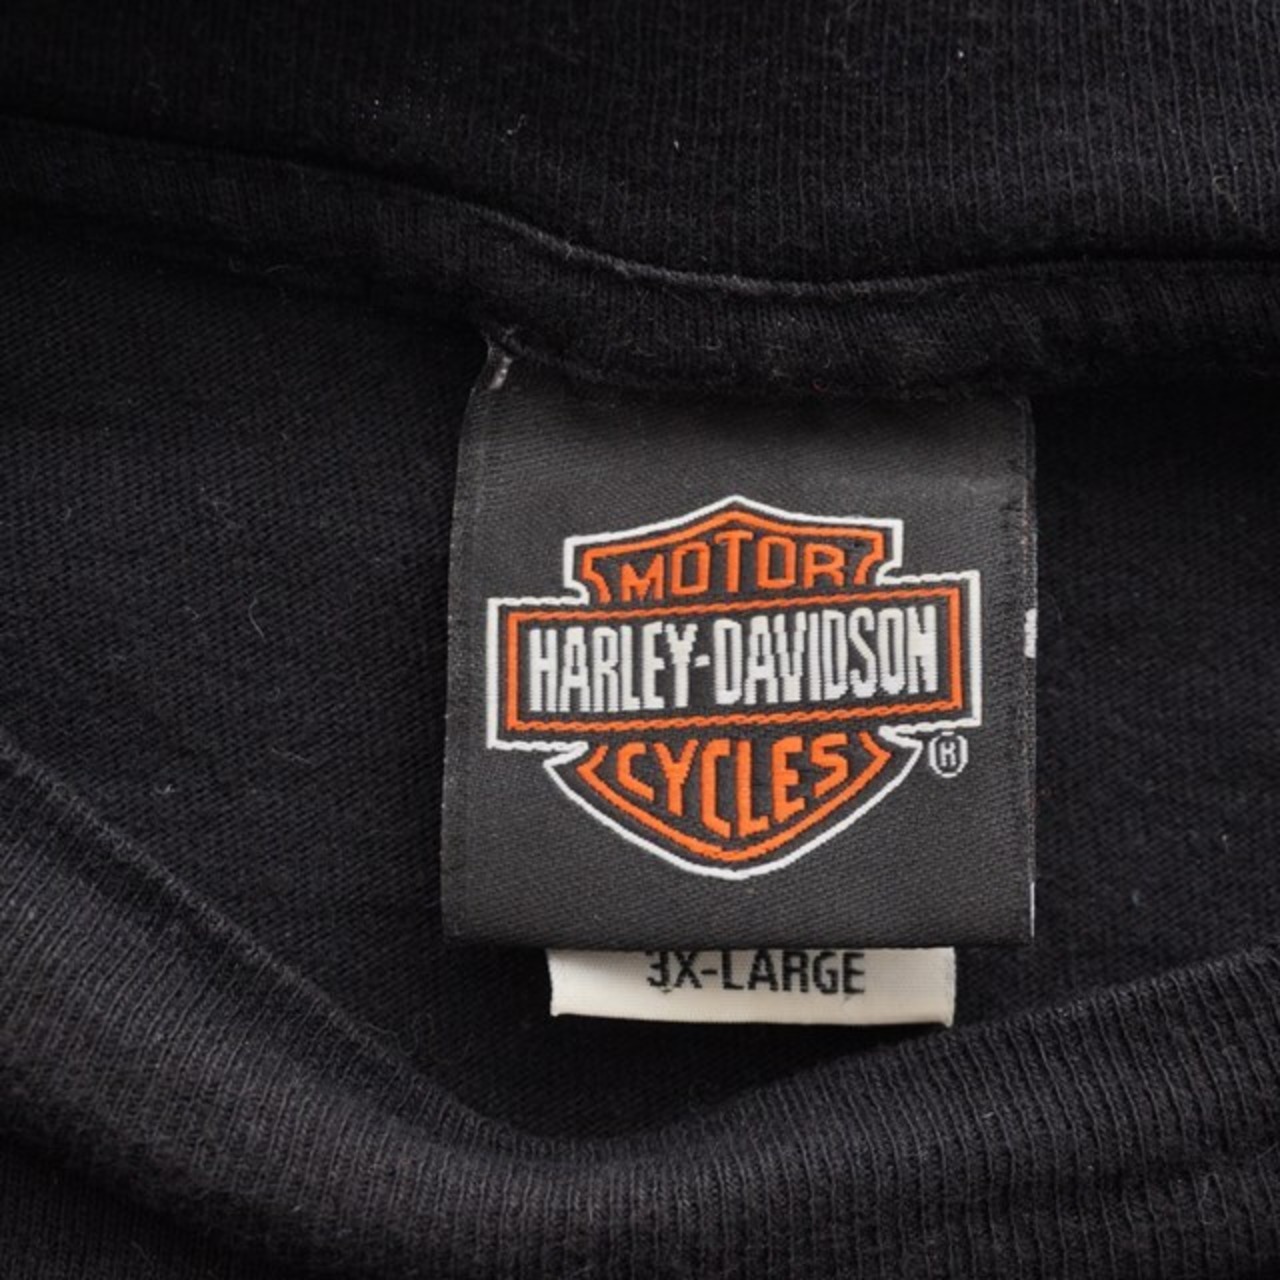 MOTOR
HARLEY-DAVIDSON
CYCLES
®
3X-LARGE